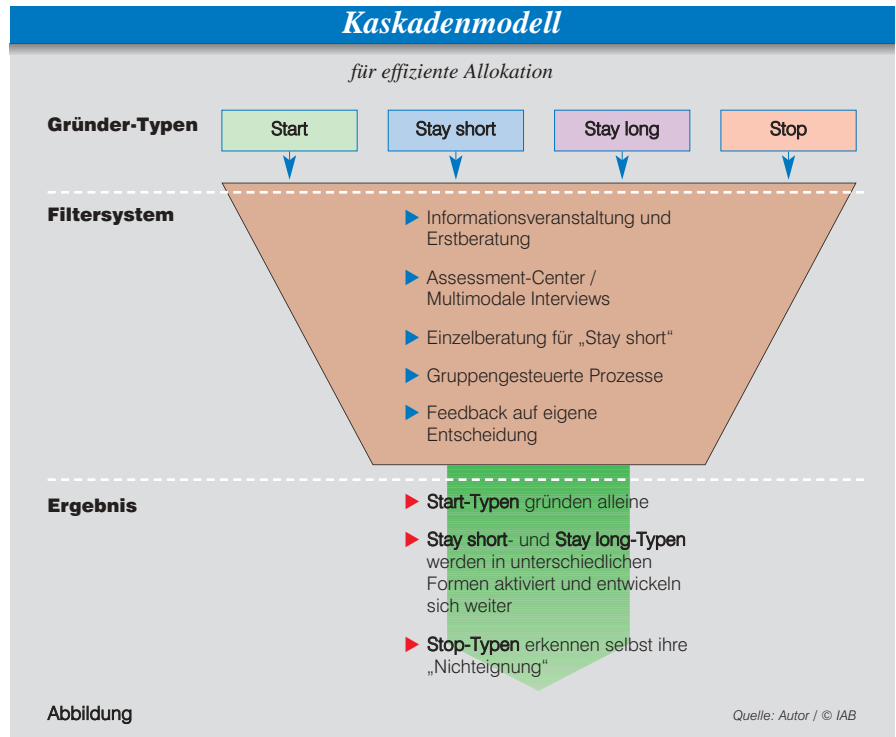 Kaskadenmodell
für effiziente Allokation
Gründer-Typen
Start
Stay short
Stay long
Stop
Filtersystem
Informationsveranstaltung und
Erstberatung
Assessment-Center /
Multimodale Interviews
Einzelberatung für „Stay short“
Gruppengesteuerte Prozesse
Feedback auf eigene
Entscheidung
Ergebnis
Start-Typen gründen alleine
Stay short- und Stay long-Typen
werden in unterschiedlichen
Formen aktiviert und entwickeln
sich weiter
Stop-Typen erkennen selbst ihre
„Nichteignung“
Abbildung
Quelle: Autor / © IAB